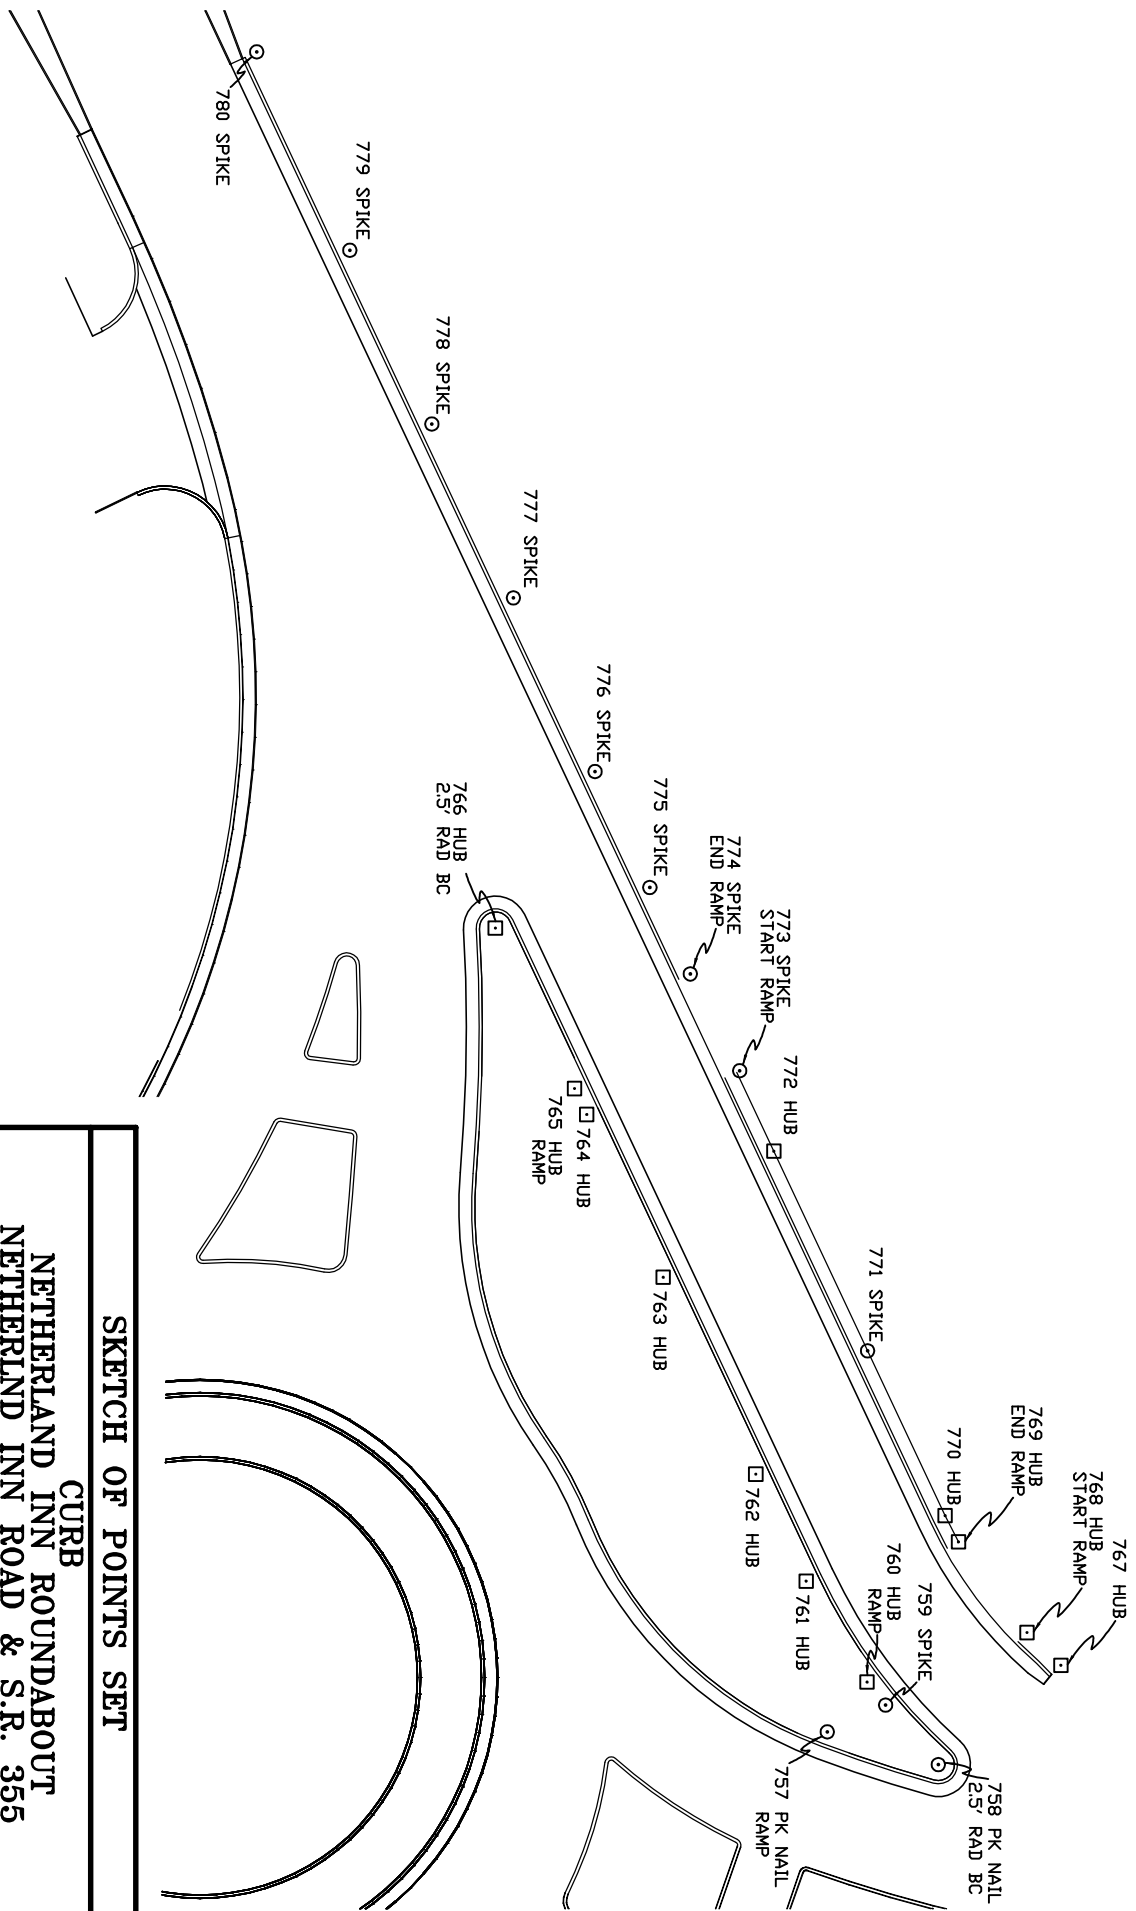 780 SPIKE
779 SPIKE
778 SPIKE
777 SPIKE
776 SPIKE
775 SPIKE
774 SPIKE
END RAMP
773 SPIKE
START RAMP
772 HUB
771 SPIKE
770 HUB
769 HUB
END RAMP
768 HUB
START RAMP
767 HUB
766 HUB
2.5' RAD BC
765 HUB
RAMP
764 HUB
763 HUB
762 HUB
761 HUB
760 HUB
RAMP
759 SPIKE
758 PK NAIL
2.5' RAD BC
757 PK NAIL
RAMP
SKETCH OF POINTS SET
CURB
NETHERLAND INN ROUNDABOUT
NETHERLND INN ROAD & S.R. 355